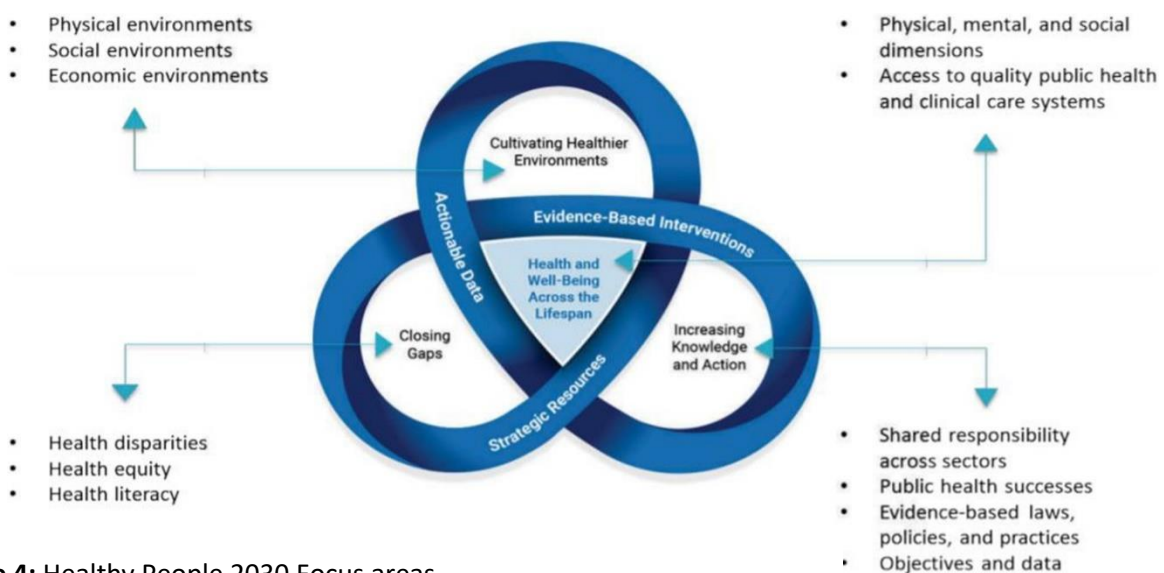 • Physical environments
• Social environments
• Economic environments
• Physical, mental, and social
dimensions
• Access to quality public health
and clinical care systems
Cultivating Healthier
Environments
Actionable Data
Evidence-Based Interventions
Health and
Well-Being
Across the
Lifespan
Closing
Gaps
Increasing
Knowledge
and Action
Strategic Resources
• Health disparities
• Health equity
• Health literacy
• Shared responsibility
across sectors
• Public health successes
• Evidence-based laws,
policies, and practices
• Objectives and data
4: Healthy People 2030 Focus areas